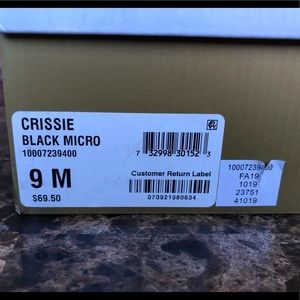 CRISSIE
BLACK MICRO
10007239400
7 32998 30152 3
9 M
$69.50
Customer Return Label
070921980634
10007239400
FA19
1019
23751
41019